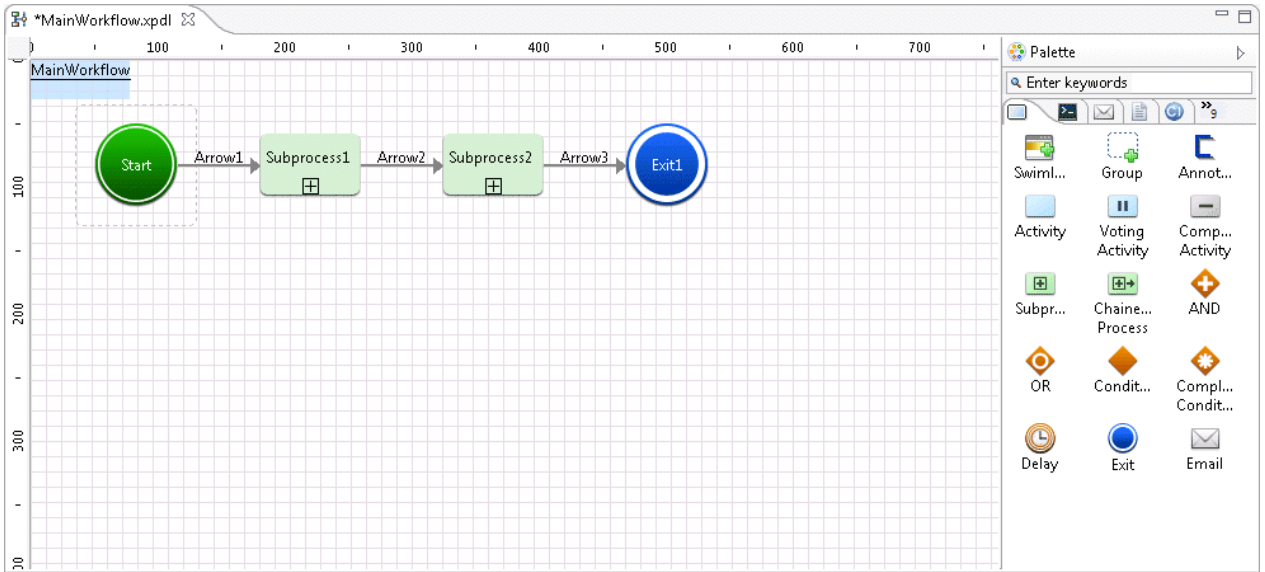 *MainWorkflow.xpdl
0 100 200 300 400 500 600 700
MainWorkflow
Start
Arrow1
Subprocess1
Arrow2
Subprocess2
Arrow3
Exit1
0
100
200
300
Palette
Enter keywords
9
Swiml... Group Annot...
Activity Voting Comp...
Activity Activity
Subpr... Chaine... AND
Process
OR Condit... Compl...
Condit...
Delay Exit Email